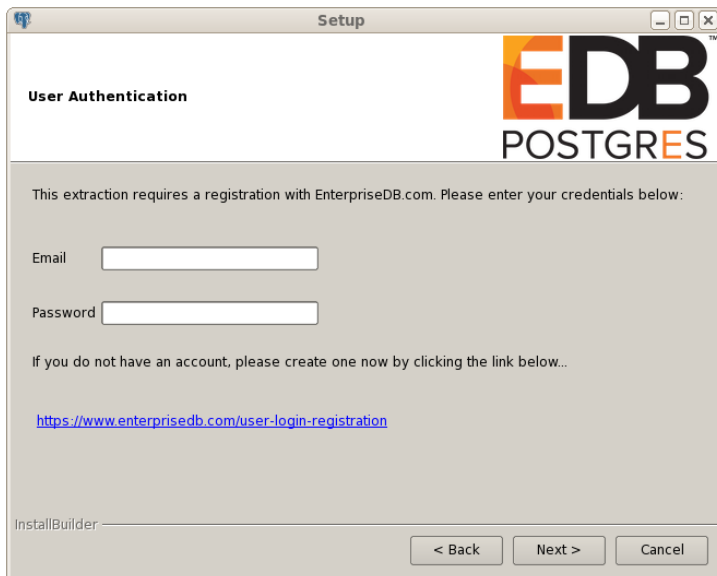 Setup
User Authentication
EDB™
POSTGRES
This extraction requires a registration with EnterpriseDB.com. Please enter your credentials below:
Email
Password
If you do not have an account, please create one now by clicking the link below...
https://www.enterprisedb.com/user-login-registration
InstallBuilder
< Back Next > Cancel